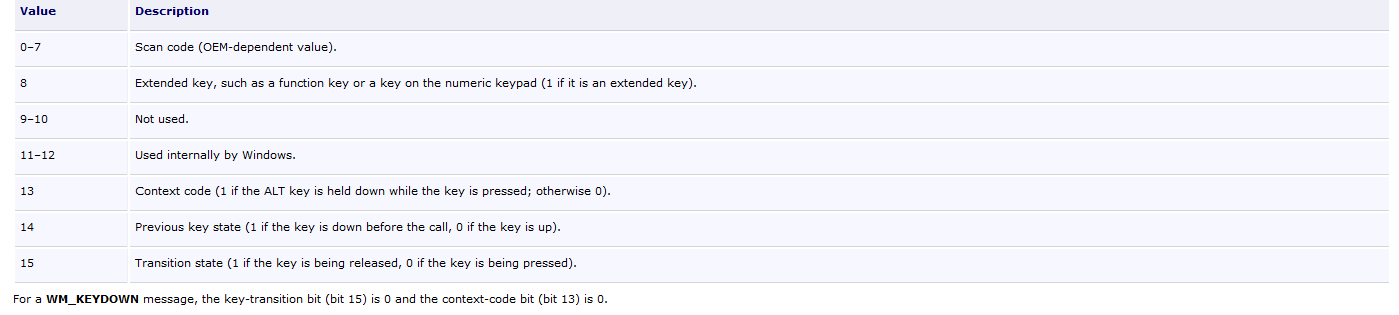 Value Description
0–7 Scan code (OEM-dependent value).
8 Extended key, such as a function key or a key on the numeric keypad (1 if it is an extended key).
9–10 Not used.
11–12 Used internally by Windows.
13 Context code (1 if the ALT key is held down while the key is pressed; otherwise 0).
14 Previous key state (1 if the key is down before the call, 0 if the key is up).
15 Transition state (1 if the key is being released, 0 if the key is being pressed).
For a WM_KEYDOWN message, the key-transition bit (bit 15) is 0 and the context-code bit (bit 13) is 0.